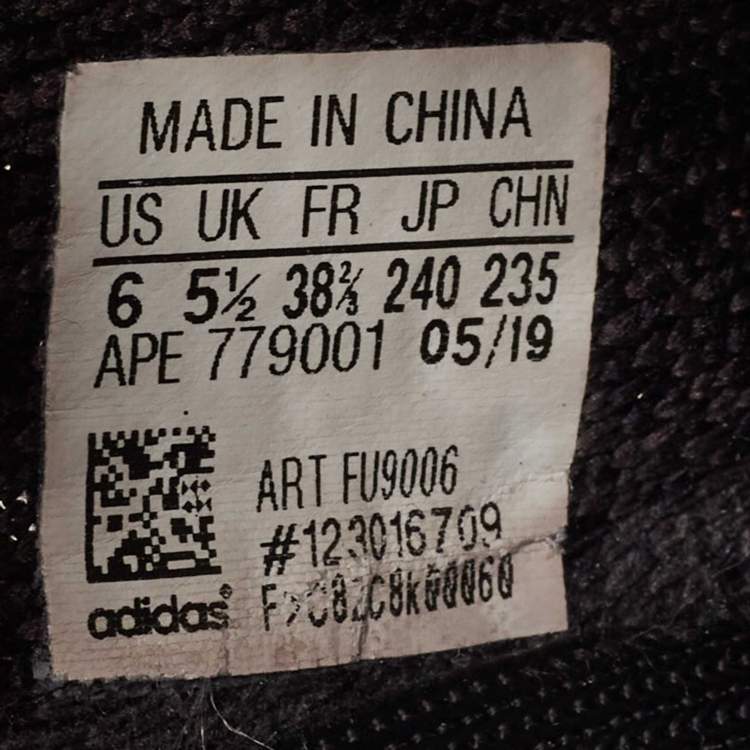 MADE IN CHINA
US UK FR JP CHN
6 5½ 38⅔ 240 235
APE 779001 05/19
ART FU9006
#123016709
adidas®